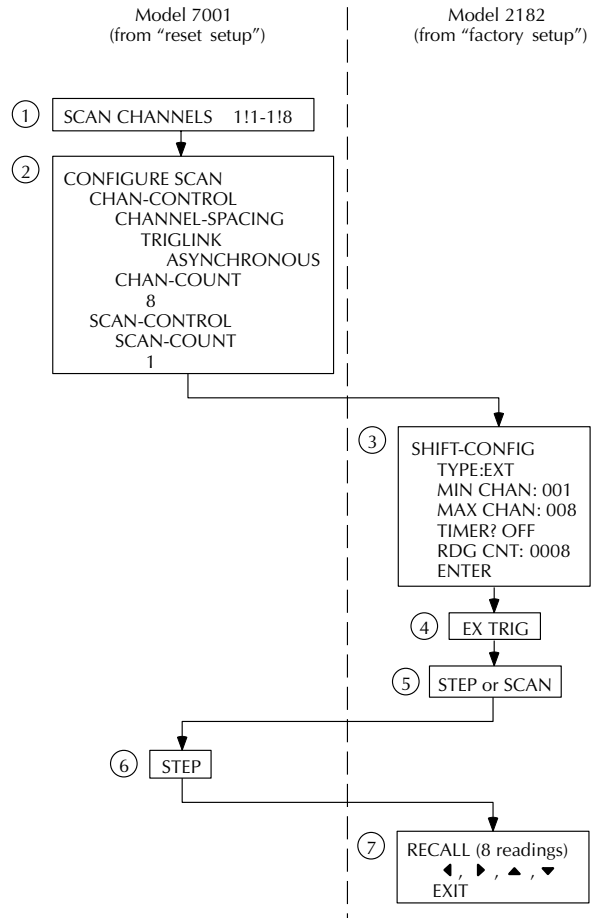 Model 7001
(from “reset setup”)
Model 2182
(from “factory setup”)
1
SCAN CHANNELS 1!1-1!8
2
CONFIGURE SCAN
CHAN-CONTROL
CHANNEL-SPACING
TRIGLINK
ASYNCHRONOUS
CHAN-COUNT
8
SCAN-CONTROL
SCAN-COUNT
1
3
SHIFT-CONFIG
TYPE:EXT
MIN CHAN: 001
MAX CHAN: 008
TIMER? OFF
RDG CNT: 0008
ENTER
4
EX TRIG
5
STEP or SCAN
6
STEP
7
RECALL (8 readings)
◀ , ▶ , ▲ , ▼
EXIT